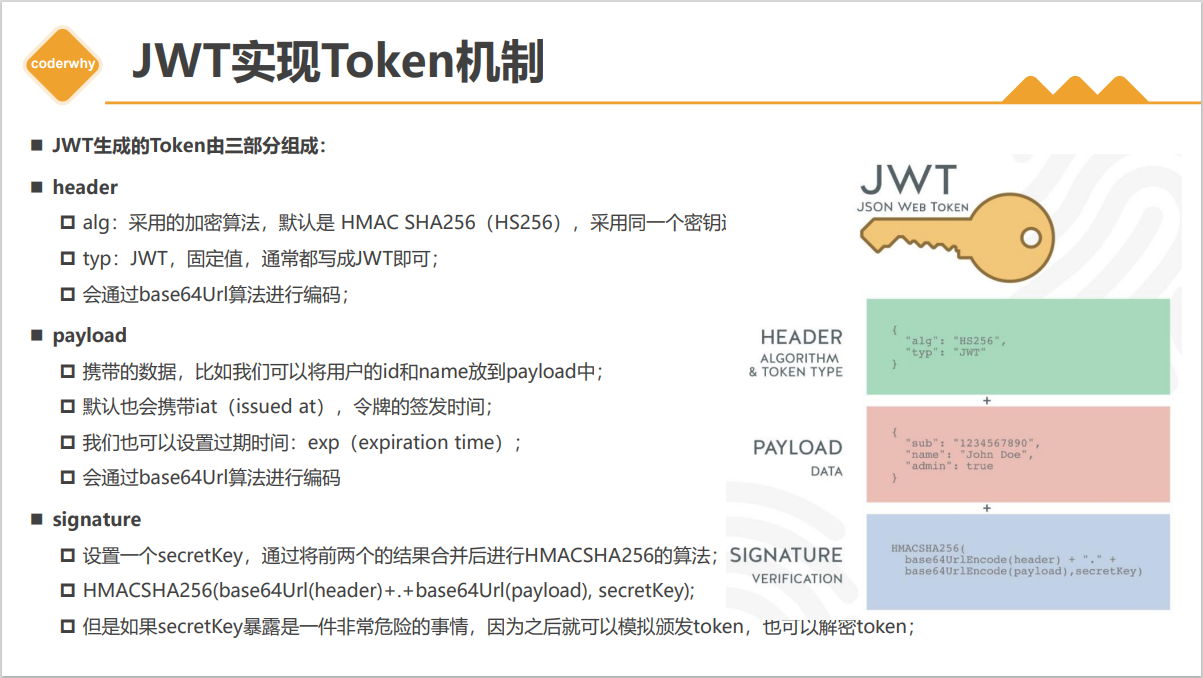 coderwhy
JWT实现Token机制
JWT生成的Token由三部分组成：
header
alg：采用的加密算法，默认是 HMAC SHA256（HS256），采用同一个密钥
typ：JWT，固定值，通常都写成JWT即可；
会通过base64Url算法进行编码；
payload
携带的数据，比如我们可以将用户的id和name放到payload中；
默认也会携带iat（issued at），令牌的签发时间；
我们也可以设置过期时间：exp（expiration time）；
会通过base64Url算法进行编码
signature
设置一个secretKey，通过将前两个的结果合并后进行HMACSHA256的算法；
HMACSHA256(base64Url(header)+.+base64Url(payload), secretKey);
但是如果secretKey暴露是一件非常危险的事情，因为之后就可以模拟颁发token，也可以解密token；
JWT
JSON WEB TOKEN
HEADER
ALGORITHM
& TOKEN TYPE
{
"alg": "HS256",
"typ": "JWT"
}
+
PAYLOAD
DATA
{
"sub": "1234567890",
"name": "John Doe",
"admin": true
}
+
SIGNATURE
VERIFICATION
HMACSHA256(
base64UrlEncode(header) + "." +
base64UrlEncode(payload),secretKey)